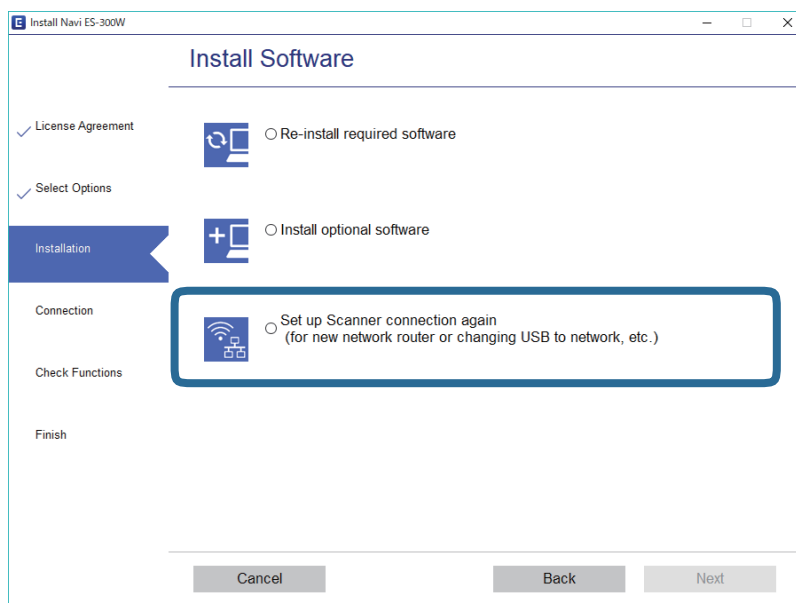 E Install Navi ES-300W
Install Software
License Agreement
Select Options
Installation
Connection
Check Functions
Finish
Re-install required software
Install optional software
Set up Scanner connection again
(for new network router or changing USB to network, etc.)
Cancel
Back
Next